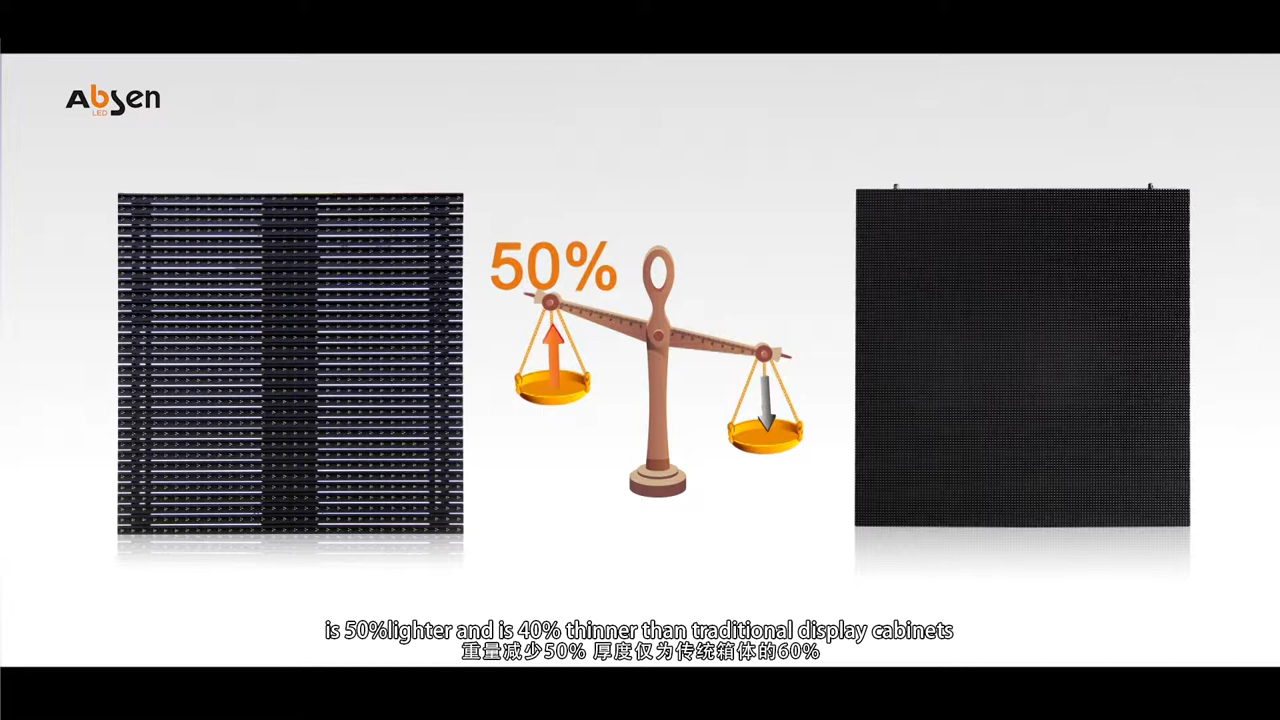 Absen
LED
50%
is 50%lighter and is 40% thinner than traditional display cabinets
重量减少50% 厚度仅为传统箱体的60%